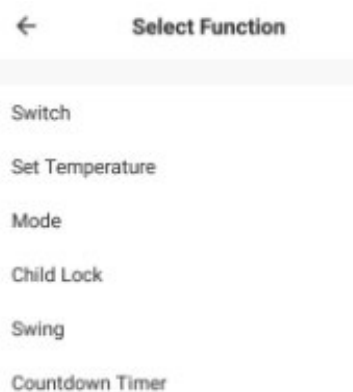 Select Function
Switch
Set Temperature
Mode
Child Lock
Swing
Countdown Timer